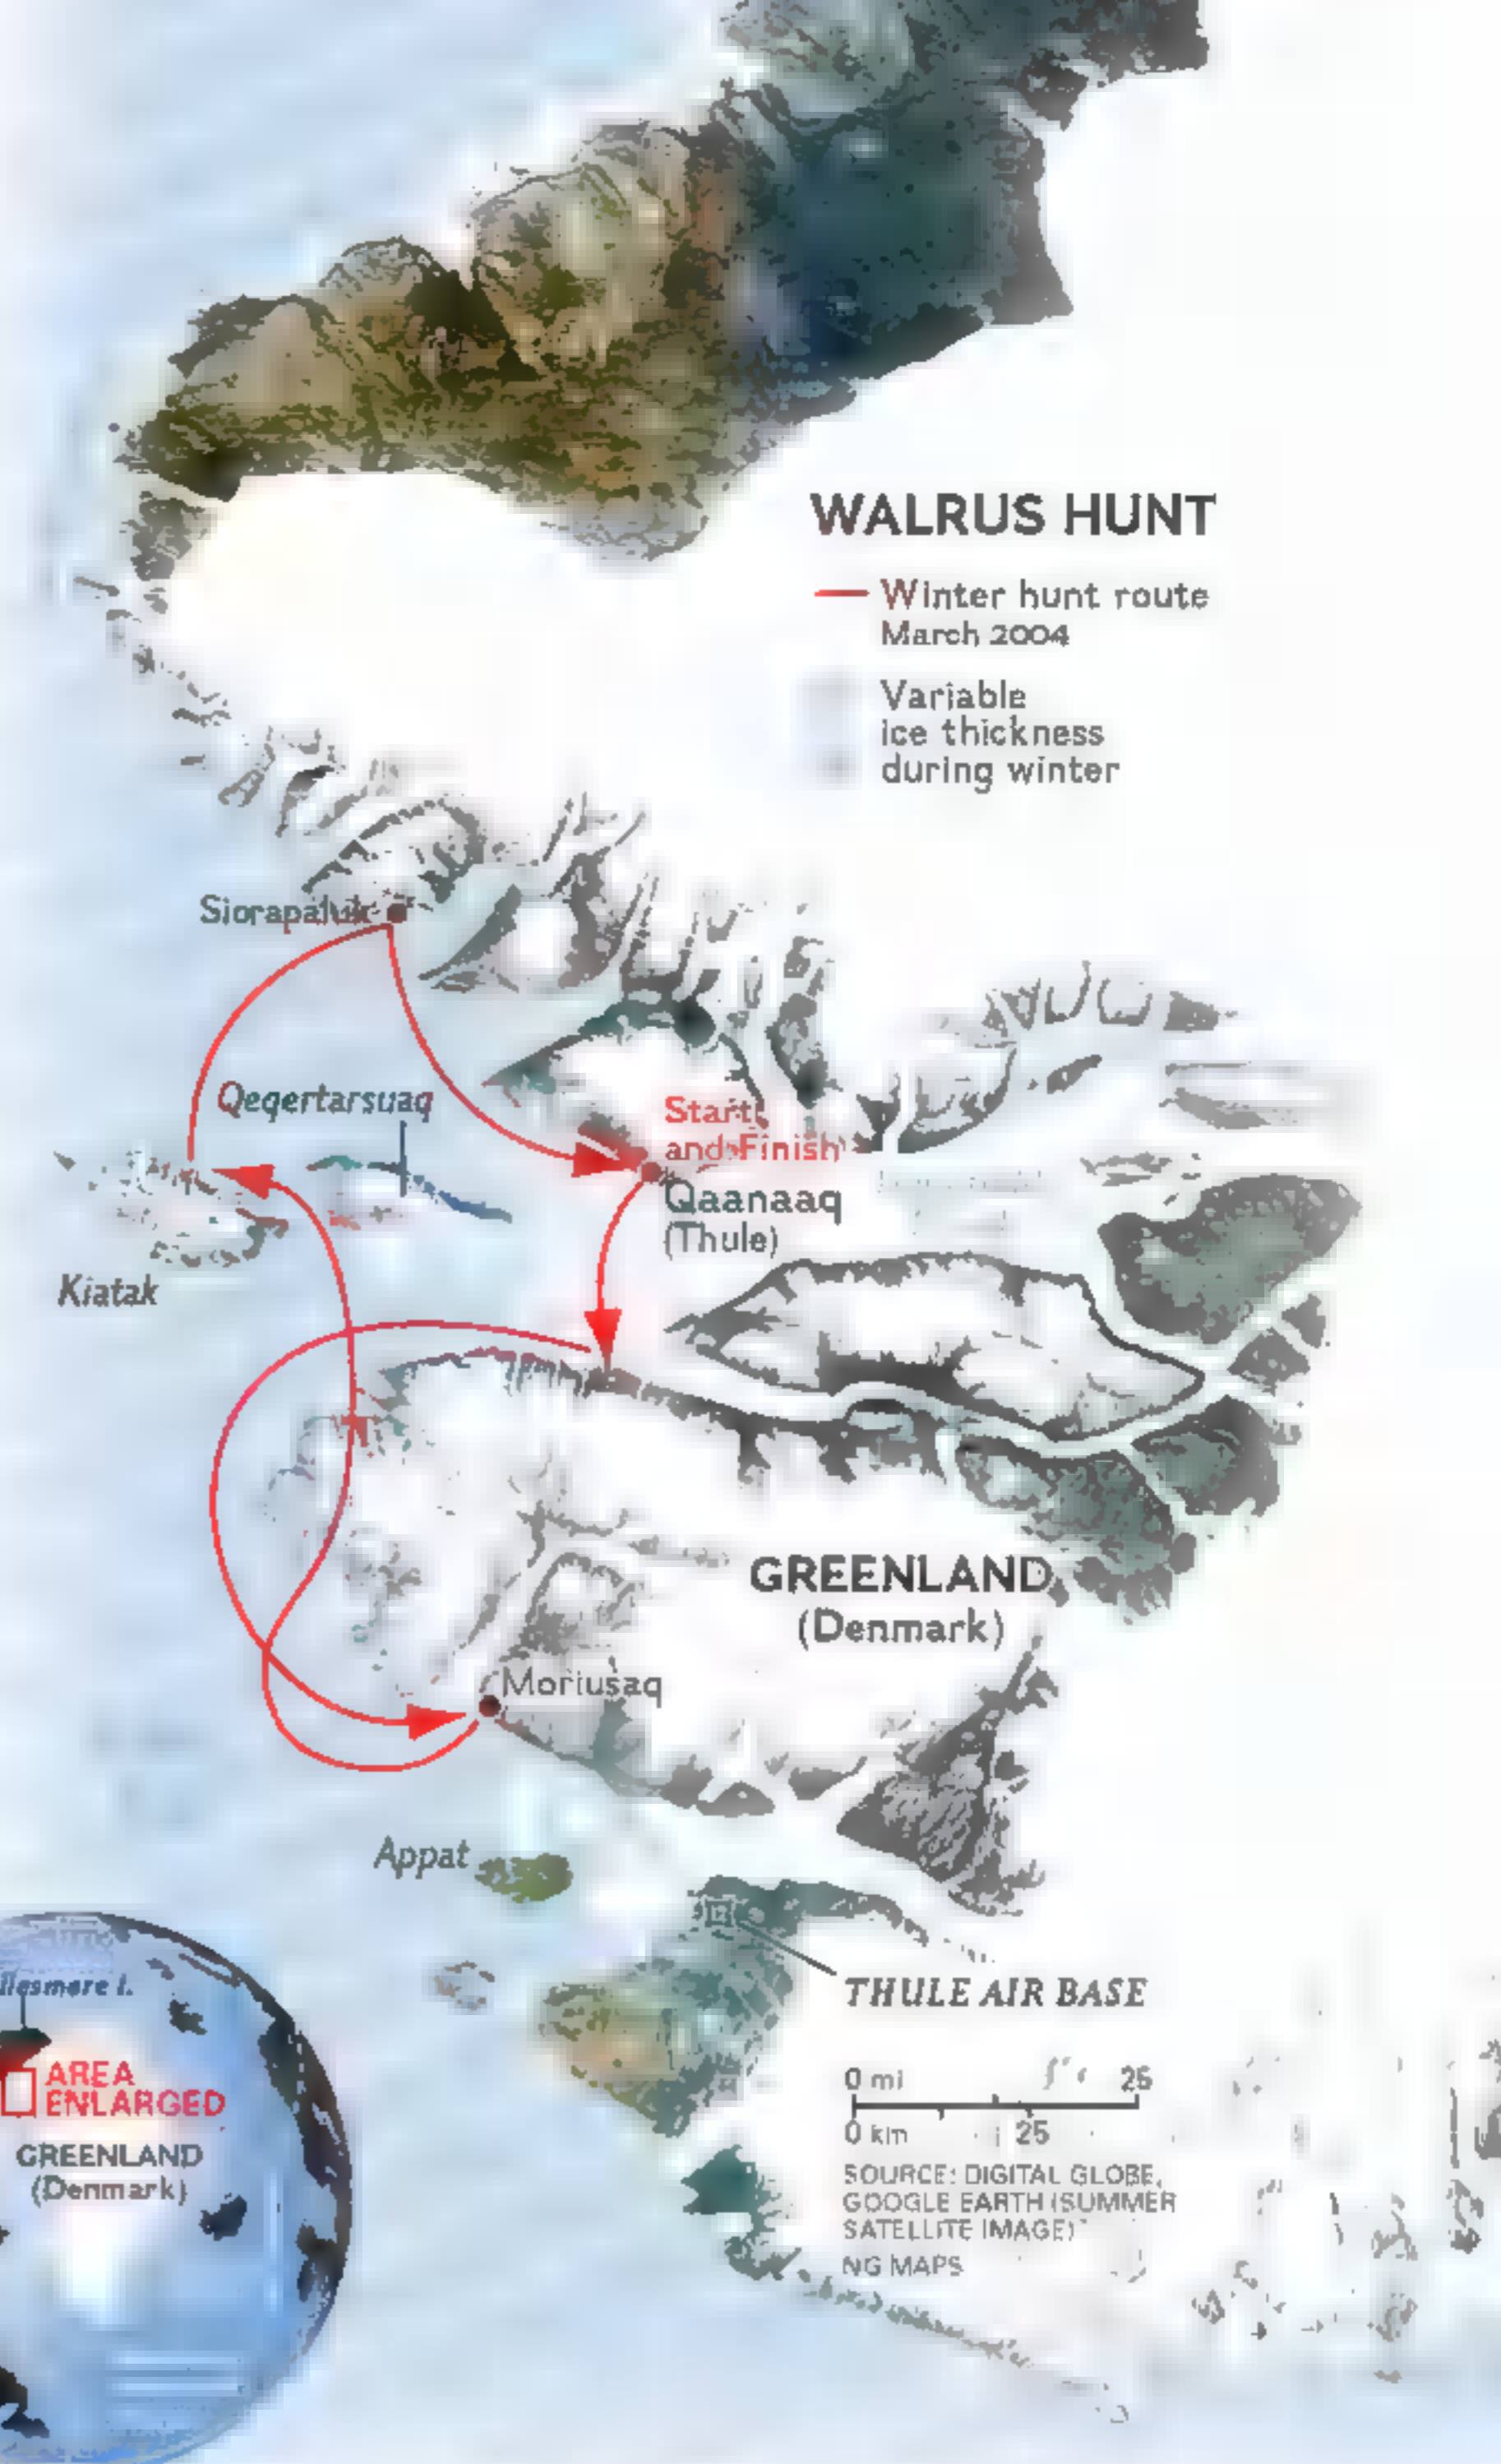 WALRUS HUNT
Winter hunt route
March 2004
Variable
ice thickness
during winter
Siorapaluk
Qeqertarsuaq
Start
and Finish
Qaanaaq
(Thule)
Kiatak
GREENLAND
(Denmark)
Moriusaq
Appat
THULE AIR BASE
llesmere I.
AREA
ENLARGED
GREENLAND
(Denmark)
0 mi 25
0 km 25
SOURCE: DIGITAL GLOBE,
GOOGLE EARTH (SUMMER
SATELLITE IMAGE)
NG MAPS